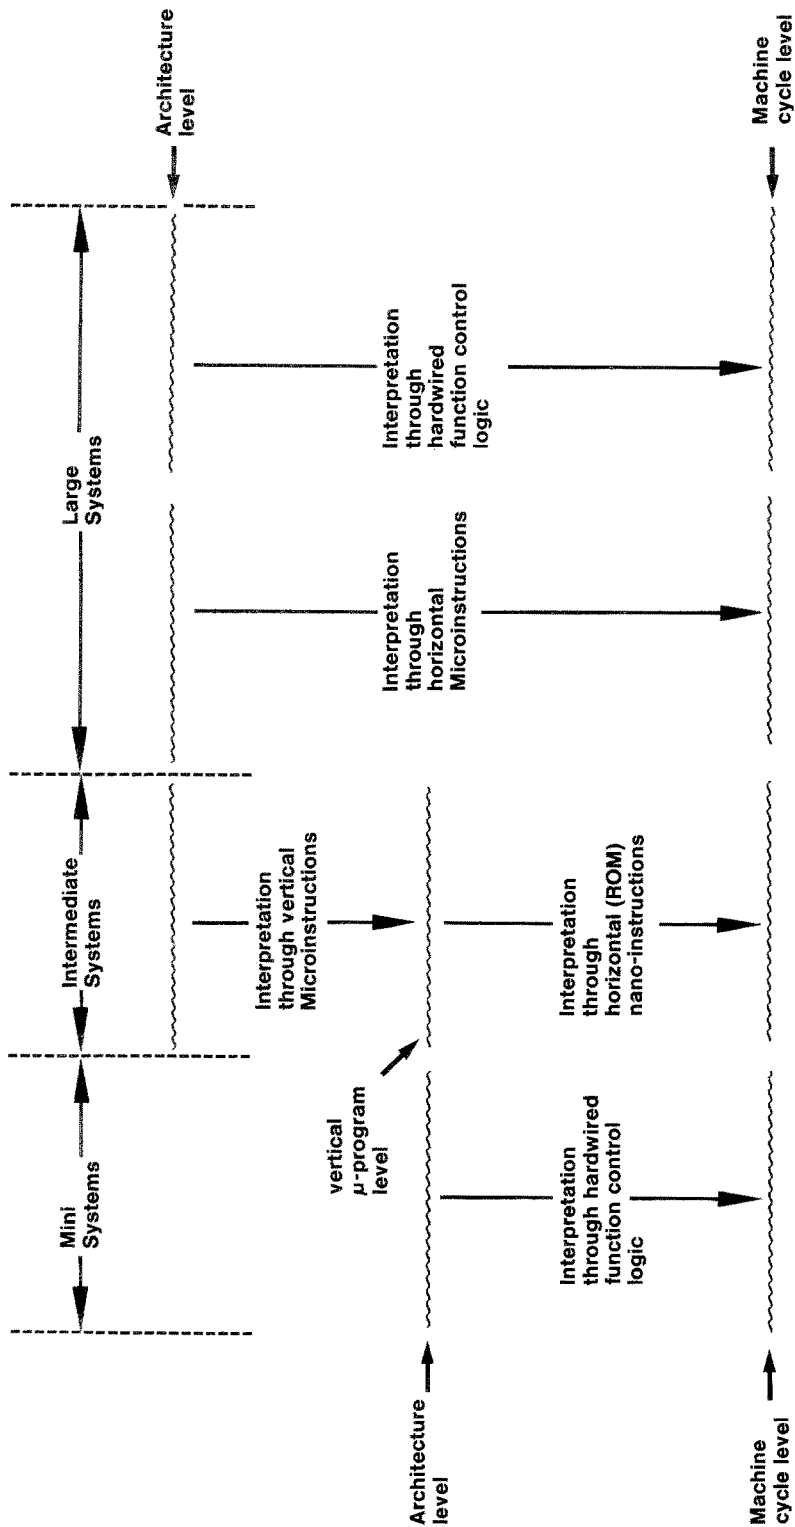 Mini
Systems
Intermediate
Systems
Large
Systems
Architecture
level
vertical
μ-program
level
Interpretation
through vertical
Microinstructions
Interpretation
through
horizontal
Microinstructions
Interpretation
through
hardwired
function control
logic
Architecture
level
Interpretation
through hardwired
function control
logic
Interpretation
through
horizontal (ROM)
nano-instructions
Machine
cycle level
Machine
cycle level